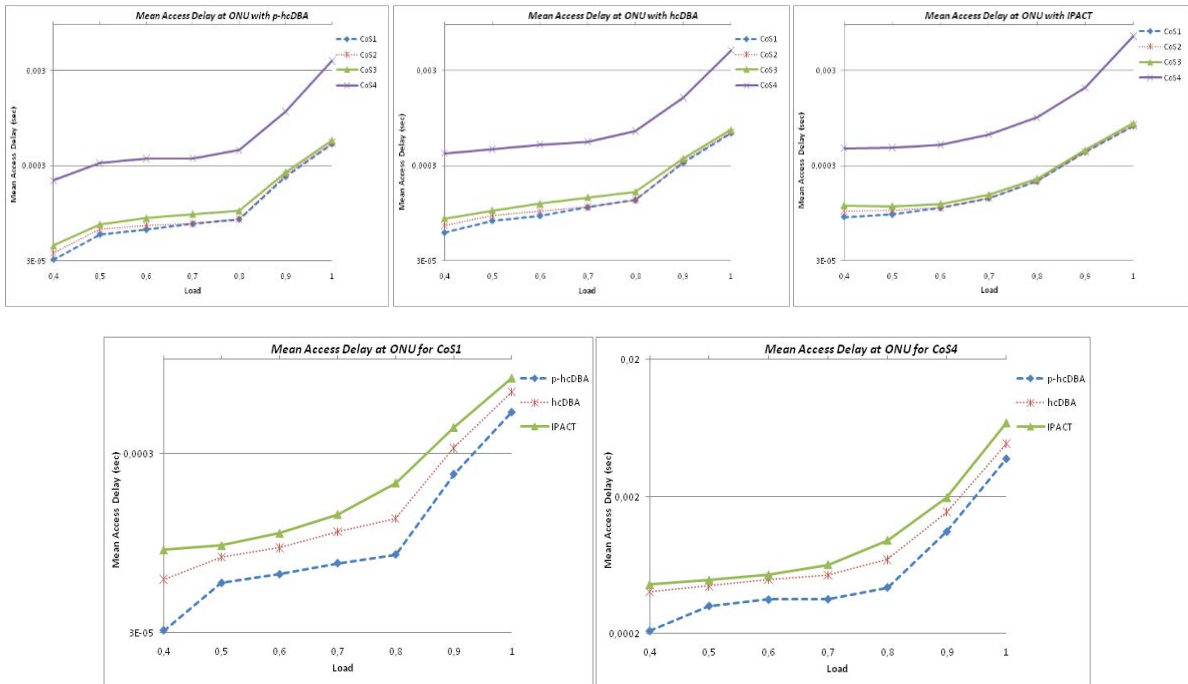 Mean Access Delay at ONU with p-hcDBA
CoS1
CoS2
CoS3
CoS4
0,003
0,0003
3E-05
Mean Access Delay (sec)
0,4 0,5 0,6 0,7 0,8 0,9 1
Load
Mean Access Delay at ONU with hcDBA
CoS1
CoS2
CoS3
CoS4
0,003
0,0003
3E-05
Mean Access Delay (sec)
0,4 0,5 0,6 0,7 0,8 0,9 1
Load
Mean Access Delay at ONU with IPACT
CoS1
CoS2
CoS3
CoS4
0,003
0,0003
3E-05
Mean Access Delay (sec)
0,4 0,5 0,6 0,7 0,8 0,9 1
Load
Mean Access Delay at ONU for CoS1
p-hcDBA
hcDBA
IPACT
0,0003
3E-05
Mean Access Delay (sec)
0,4 0,5 0,6 0,7 0,8 0,9 1
Load
Mean Access Delay at ONU for CoS4
p-hcDBA
hcDBA
IPACT
0,02
0,002
0,0002
Mean Access Delay (sec)
0,4 0,5 0,6 0,7 0,8 0,9 1
Load